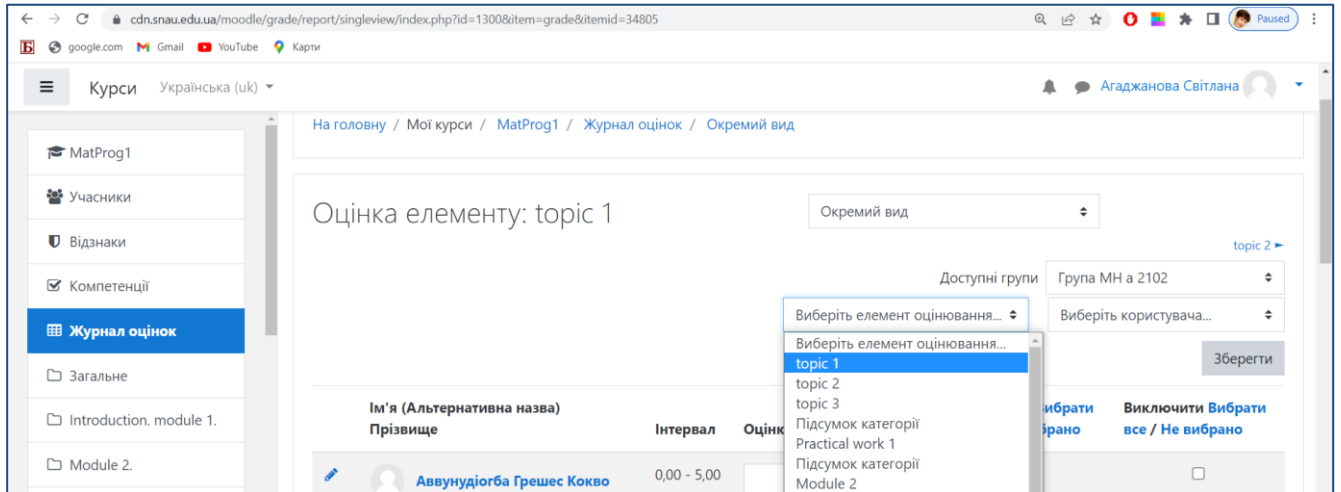 cdn.snau.edu.ua/moodle/grade/report/singleview/index.php?id=1300&item=grade&itemid=34805
Paused
Б google.com Gmail YouTube Карти
Курси Українська (uk)
Агаджанова Світлана
На головну / Мої курси / MatProg1 / Журнал оцінок / Окремий вид
MatProg1
Учасники
Відзнаки
Компетенції
Журнал оцінок
Загальне
Introduction. module 1.
Module 2.
Оцінка елементу: topic 1
Окремий вид
topic 2 ►
Доступні групи Група МН а 2102
Виберіть елемент оцінювання... Виберіть користувача...
Виберіть елемент оцінювання...
topic 1
topic 2
topic 3
Підсумок категорії
Practical work 1
Підсумок категорії
Module 2
Зберегти
Ім'я (Альтернативна назва)
Прізвище
Інтервал
Виключити Вибрати
все / Не вибрано
Аввунудіогба Грешес Кокво
0,00 - 5,00